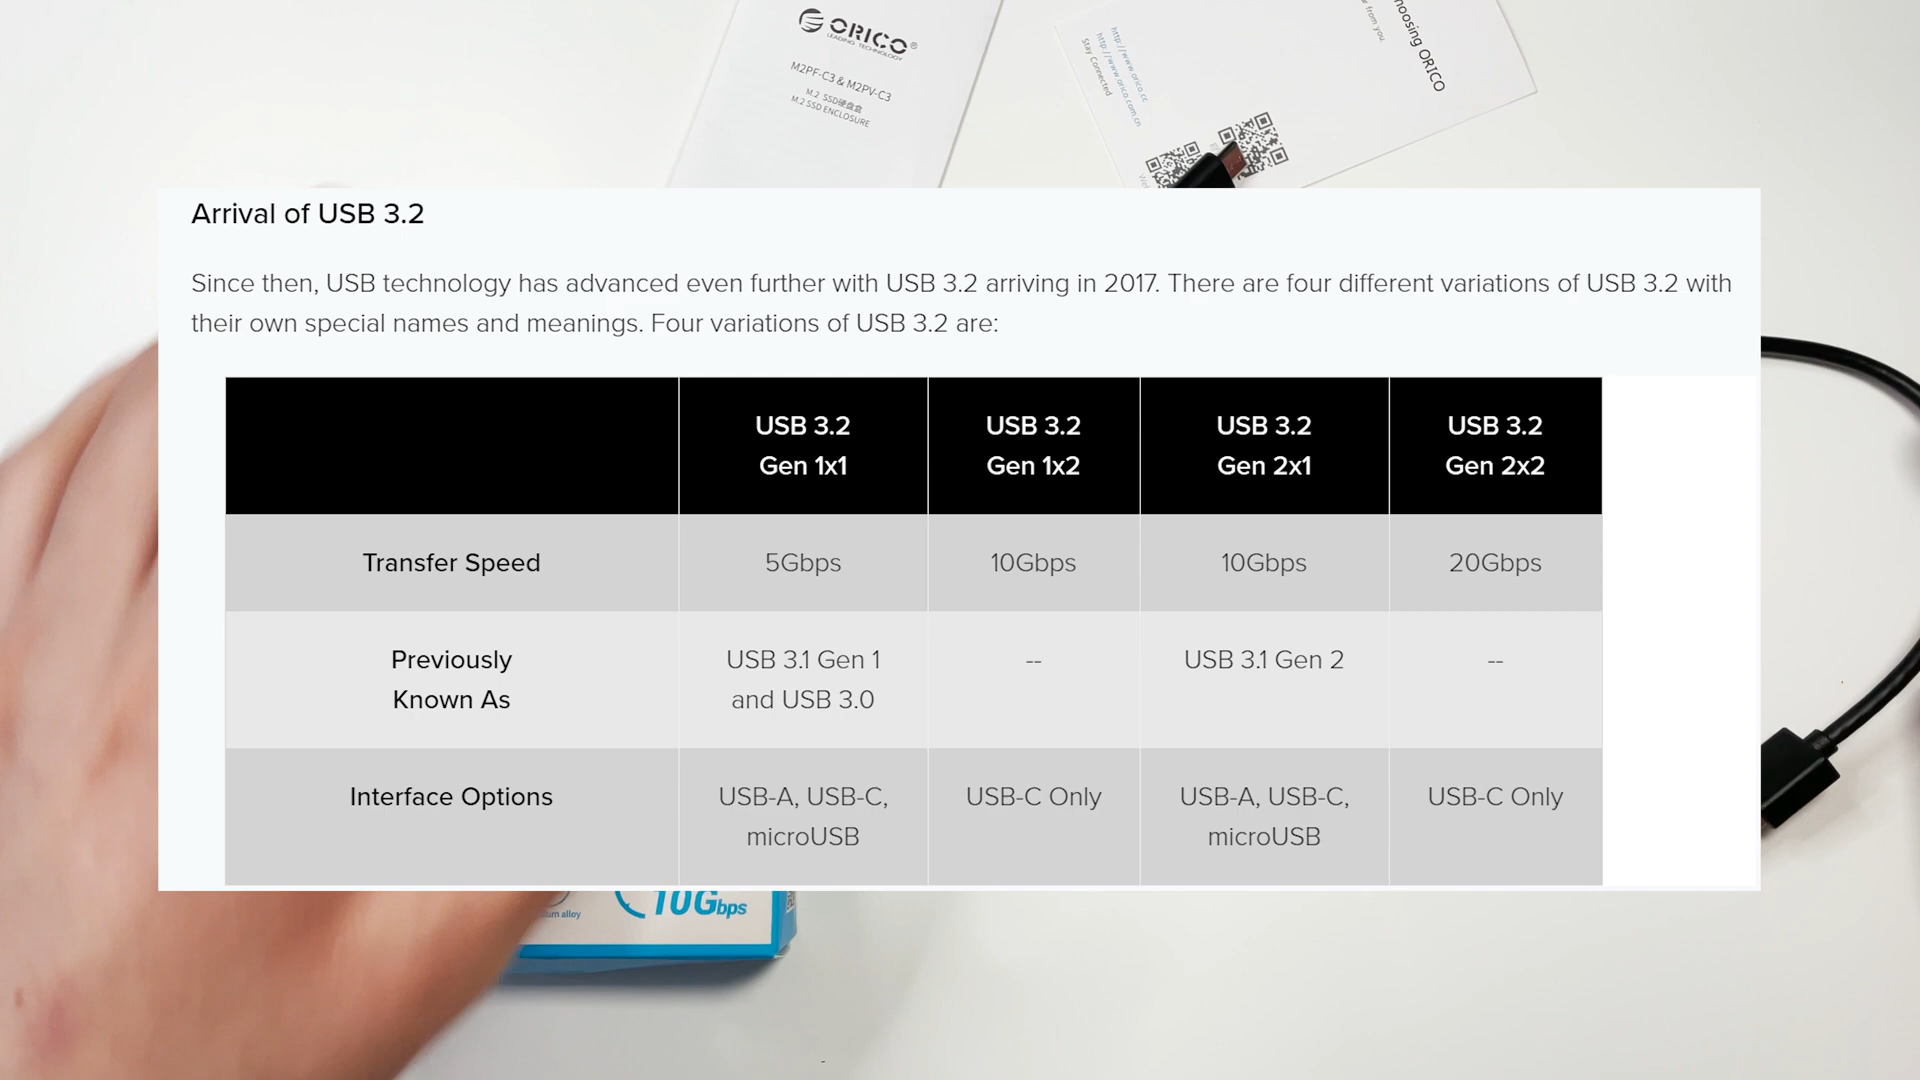 ORICO®
LEADING TECHNOLOGY
M2PF-C3 & M2PV-C3
M.2 SSD硬盘盒
M.2 SSD ENCLOSURE
hoosing ORICO
r from you.
http://www.orico.cc
http://www.orico.com.cn
Stay Connected
Arrival of USB 3.2
Since then, USB technology has advanced even further with USB 3.2 arriving in 2017. There are four different variations of USB 3.2 with
their own special names and meanings. Four variations of USB 3.2 are:
USB 3.2 USB 3.2 USB 3.2 USB 3.2
Gen 1x1 Gen 1x2 Gen 2x1 Gen 2x2
Transfer Speed 5Gbps 10Gbps 10Gbps 20Gbps
Previously USB 3.1 Gen 1 -- USB 3.1 Gen 2 --
Known As and USB 3.0
Interface Options USB-A, USB-C, USB-C Only USB-A, USB-C, USB-C Only
microUSB microUSB
um alloy
10Gbps